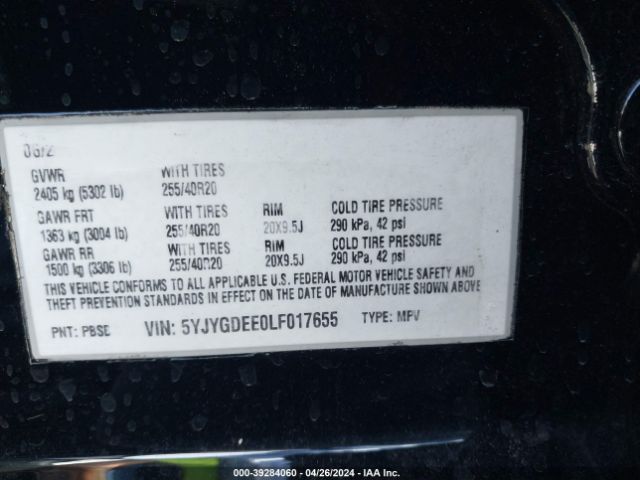 GVWR WITH TIRES
2405 kg (5302 lb) 255/40R20
GAWR FRT WITH TIRES RIM COLD TIRE PRESSURE
1363 kg (3004 lb) 255/40R20 20X9.5J 290 kPa, 42 psi
GAWR RR WITH TIRES RIM COLD TIRE PRESSURE
1500 kg (3306 lb) 255/40R20 20X9.5J 290 kPa, 42 psi
THIS VEHICLE CONFORMS TO ALL APPLICABLE U.S. FEDERAL MOTOR VEHICLE SAFETY AND
THEFT PREVENTION STANDARDS IN EFFECT ON THE DATE OF MANUFACTURE SHOWN ABOVE
PNT: PBSB VIN: 5YJYGDEE0LF017655 TYPE: MPV
000-39284060 - 04/26/2024 - IAA Inc.